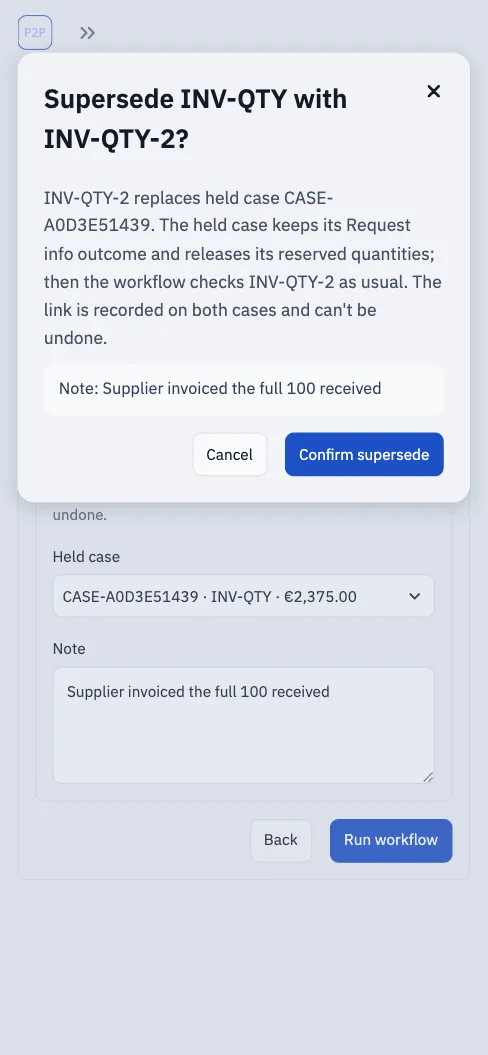 P2P
Supersede INV-QTY with
INV-QTY-2?
INV-QTY-2 replaces held case CASE-
A0D3E51439. The held case keeps its Request
info outcome and releases its reserved quantities;
then the workflow checks INV-QTY-2 as usual. The
link is recorded on both cases and can't be
undone.
Note: Supplier invoiced the full 100 received
Cancel
Confirm supersede
undone.
Held case
CASE-A0D3E51439 · INV-QTY · €2,375.00
Note
Supplier invoiced the full 100 received
Back
Run workflow